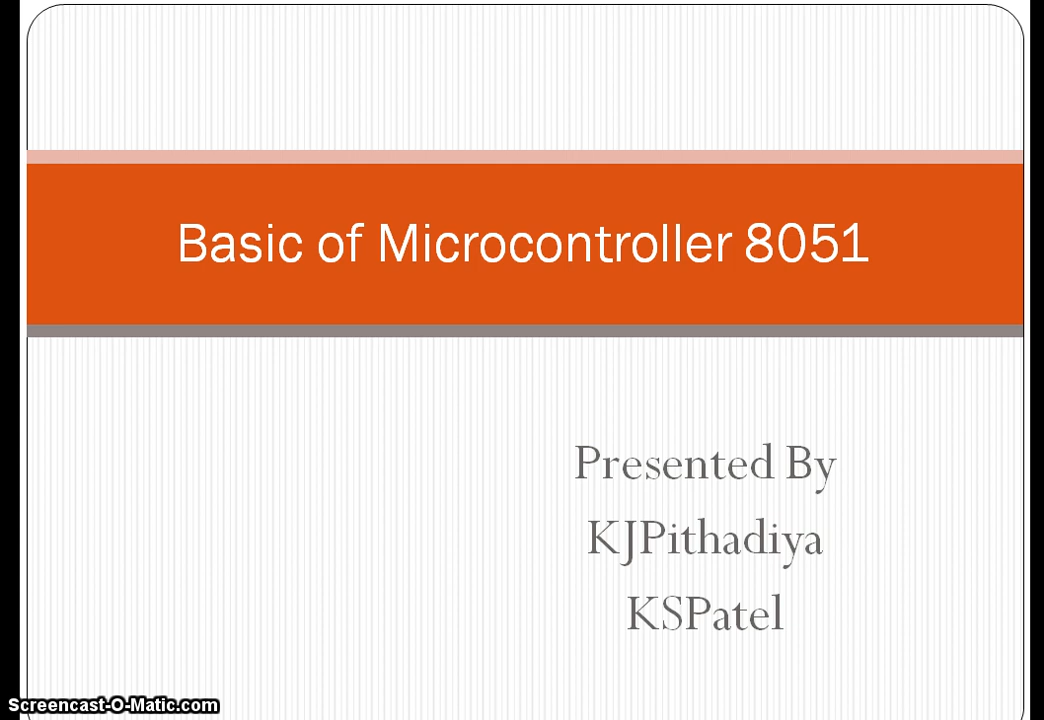 Basic of Microcontroller 8051
Presented By
KJPithadiya
KSPatel
Screencast-O-Matic.com